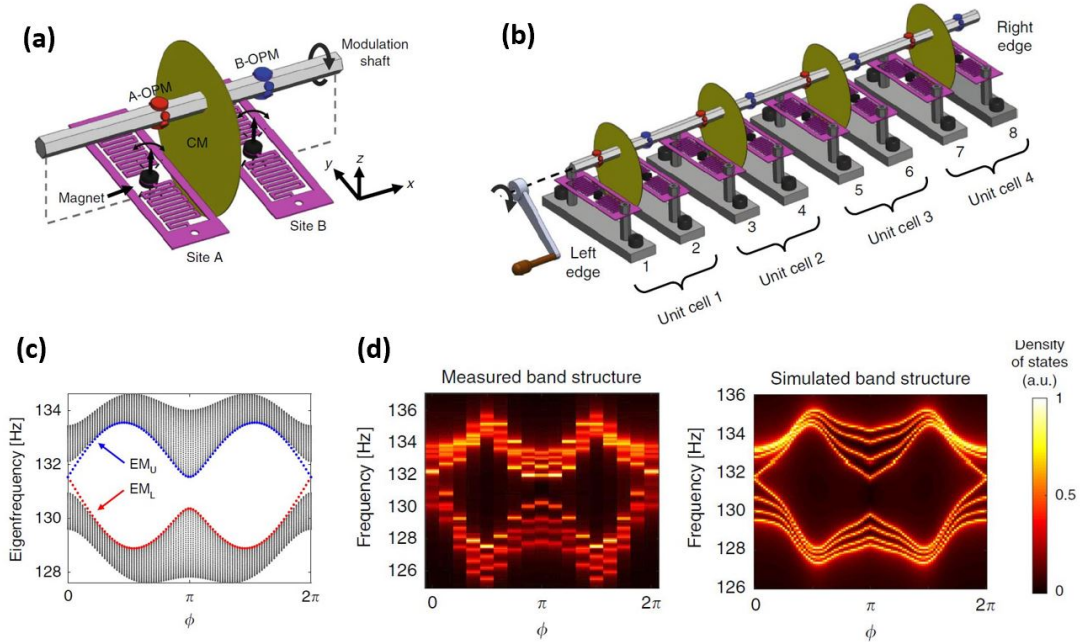 (a)
A-OPM
B-OPM
Modulation
shaft
CM
Magnet
y
z
x
Site B
Site A
(b)
Right
edge
Left
edge
1
2
3
4
5
6
7
8
Unit cell 1
Unit cell 2
Unit cell 3
Unit cell 4
(c)
Eigenfrequency [Hz]
134
132
130
128
EM_U
EM_L
0
π
2π
ϕ
(d)
Measured band structure
Frequency [Hz]
136
134
132
130
128
126
0
π
2π
ϕ
Simulated band structure
Frequency [Hz]
136
134
132
130
128
126
0
π
2π
ϕ
Density
of states
(a.u.)
1
0.5
0